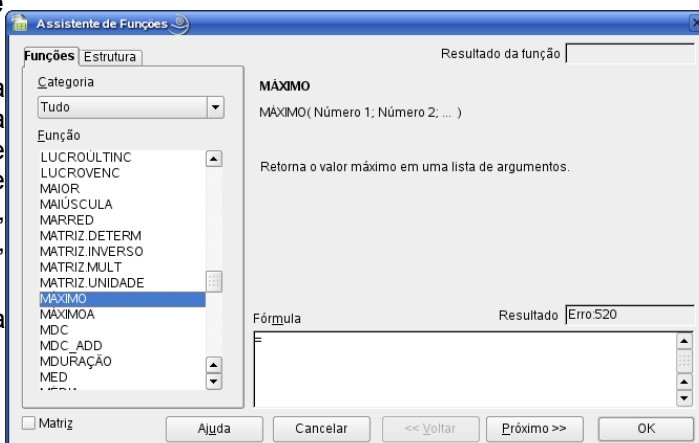 Assistente de Funções
Funções Estrutura
Resultado da função
Categoria
Tudo
Função
LUCROÚLTINC
LUCROVENC
MAIOR
MAIÚSCULA
MARRED
MATRIZ.DETERM
MATRIZ.INVERSO
MATRIZ.MULT
MATRIZ.UNIDADE
MÁXIMO
MÁXIMOA
MDC
MDC_ADD
MDURAÇÃO
MED
MÉDIA
MÁXIMO
MÁXIMO( Número 1; Número 2; ... )
Retorna o valor máximo em uma lista de argumentos.
Fórmula
Resultado Erro:520
=
Matriz
Ajuda
Cancelar
<< Voltar
Próximo >>
OK